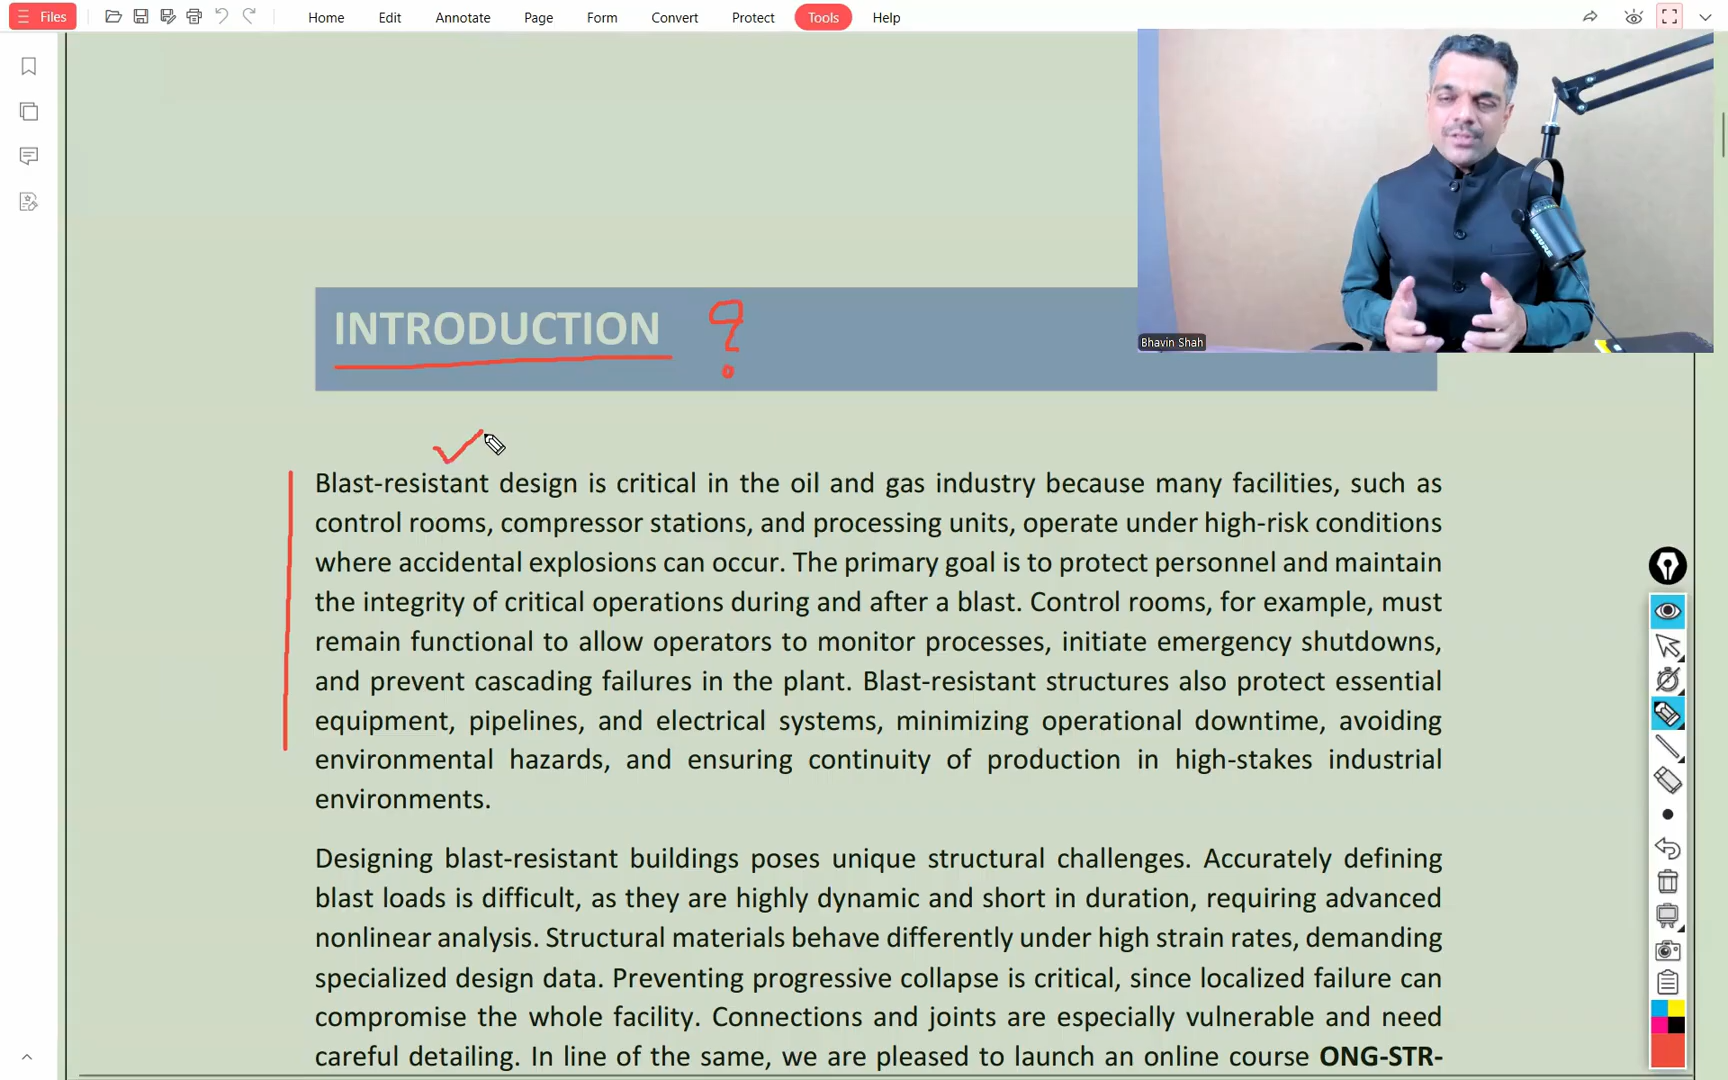 Files Home Edit Annotate Page Form Convert Protect Tools Help
SHURE
Bhavin Shah
INTRODUCTION ?
Blast-resistant design is critical in the oil and gas industry because many facilities, such as
control rooms, compressor stations, and processing units, operate under high-risk conditions
where accidental explosions can occur. The primary goal is to protect personnel and maintain
the integrity of critical operations during and after a blast. Control rooms, for example, must
remain functional to allow operators to monitor processes, initiate emergency shutdowns,
and prevent cascading failures in the plant. Blast-resistant structures also protect essential
equipment, pipelines, and electrical systems, minimizing operational downtime, avoiding
environmental hazards, and ensuring continuity of production in high-stakes industrial
environments.
Designing blast-resistant buildings poses unique structural challenges. Accurately defining
blast loads is difficult, as they are highly dynamic and short in duration, requiring advanced
nonlinear analysis. Structural materials behave differently under high strain rates, demanding
specialized design data. Preventing progressive collapse is critical, since localized failure can
compromise the whole facility. Connections and joints are especially vulnerable and need
careful detailing. In line of the same, we are pleased to launch an online course ONG-STR-